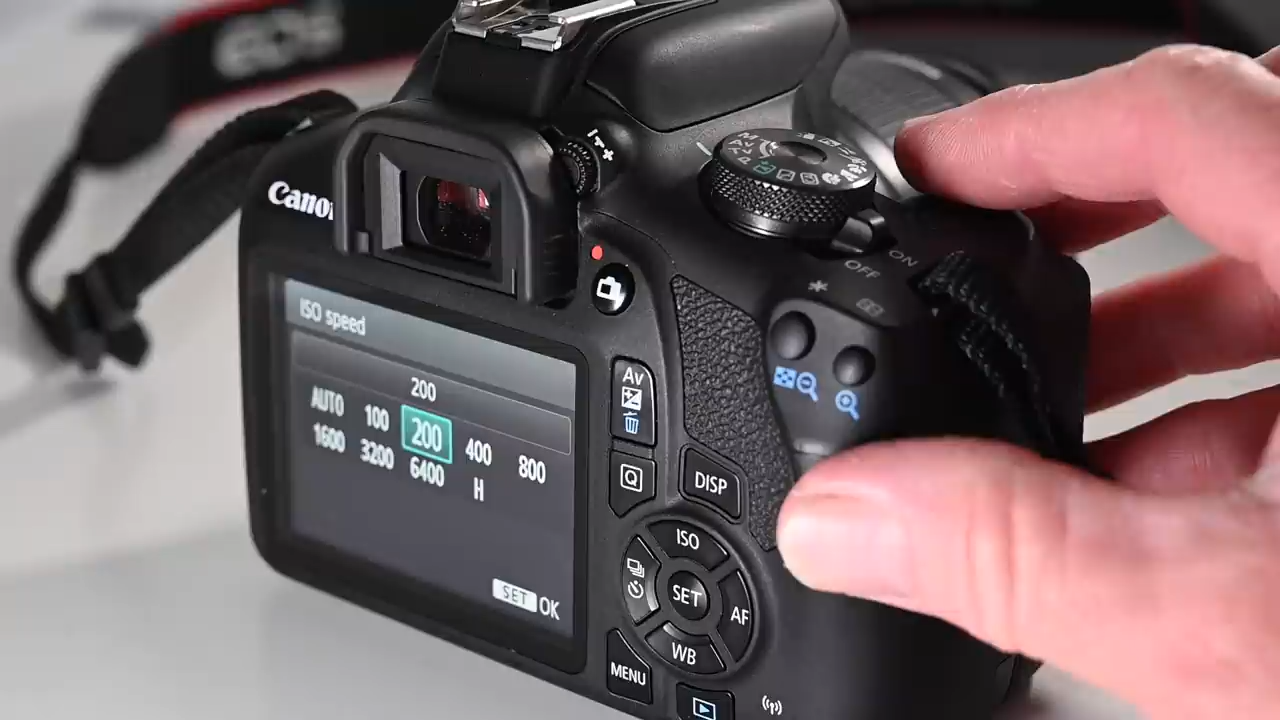 EOS
Canon
ON
OFF
ISO speed
200
AUTO 100 200 400 800
1600 3200 6400 H
SET OK
Av
Q
DISP
ISO
SET
AF
WB
MENU